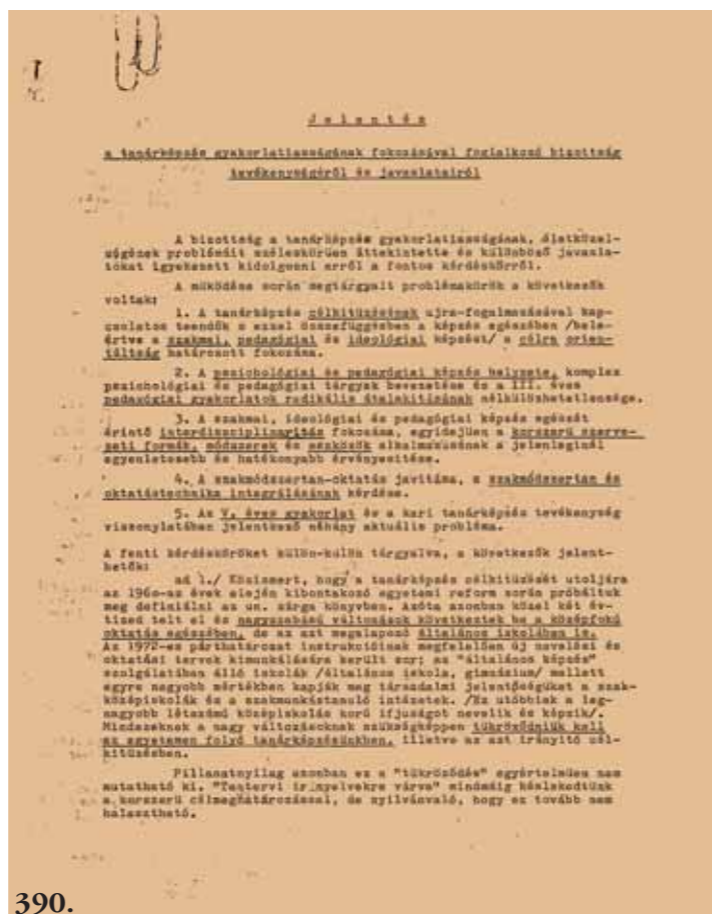 J e l e n t é s
a tanárképzés gyakorlatiasságának fokozásával foglalkozó bizottság
tevékenységéről és javaslatairól
A bizottság a tanárképzés gyakorlatiasságának, életközel-
ségének problémáit széleskörüen áttekintette és különböző javasla-
tokat igyekezett kidolgozni erről a fontos kérdéskörről.
A működése során megtárgyalt problémakörök a következők
voltak:
1. A tanárképzés célkitüzésének ujra-fogalmazásával kap-
csolatos teendők s ezzel összefüggésben a képzés egészében /bele-
értve a szakmai, pedagógiai és ideológiai képzést/ a célra orien-
táltság határozott fokozása.
2. A pszichológiai és pedagógiai képzés helyzete, komplex
pszichológiai és pedagógiai tárgyak bevezetése és a III. éves
pedagógiai gyakorlatok radikális átalakításának nélkülözhetetlensége.
3. A szakmai, ideológiai és pedagógiai képzés egészét
érintő interdiszciplinaritás fokozása, egyidejüen a korszerű szerve-
zeti formák, módszerek és eszközök alkalmazásának a jelenleginél
egyenletesebb és hatékonyabb érvényesítése.
4. A szakmódszertan-oktatás javítása, a szakmódszertan és
oktatástechnika integrálásának kérdése.
5. Az V. éves gyakorlat és a kari tanárképzés tevékenység
viszonylatában jelentkező néhány aktuális probléma.
A fenti kérdésköröket külön-külön tárgyalva, a következők jelent-
hetők:
ad 1./ Közismert, hogy a tanárképzés célkitüzését utoljára
az 1960-as évek elején kibontakozó egyetemi reform során próbáltuk
meg definiálni az un. sárga könyvben. Azóta azonban közel két év-
tized telt el és nagyszabásu változások következtek be a középfoku
oktatás egészében, de az azt megalapozó általános iskolában is.
Az 1972-es párthatározat instrukcióinak megfelelően új nevelési és
oktatási tervek kimunkálására került sor; az "általános képzés"
szolgálatában álló iskolák /általános iskola, gimnázium/ mellett
egyre nagyobb mértékben kapják meg társadalmi jelentőségüket a szak-
középiskolák és a szakmunkástanuló intézetek. /Ez utóbbiak a leg-
nagyobb létszámú középiskolás korú ifjuságot nevelik és képzik/.
Mindezeknek a nagy változásoknak szükségképpen tükröződniük kell
az egyetemen folyó tanárképzésünkben, illetve az azt irányító cél-
kitüzésben.
Pillanatnyilag azonban ez a "tükröződés" egyértelmüen nem
mutatható ki. "Tantervi irányelvekre várva" mindmáig késlekedtünk
a korszerű célmeghatározással, de nyilvánvaló, hogy ez tovább nem
halasztható.
390.